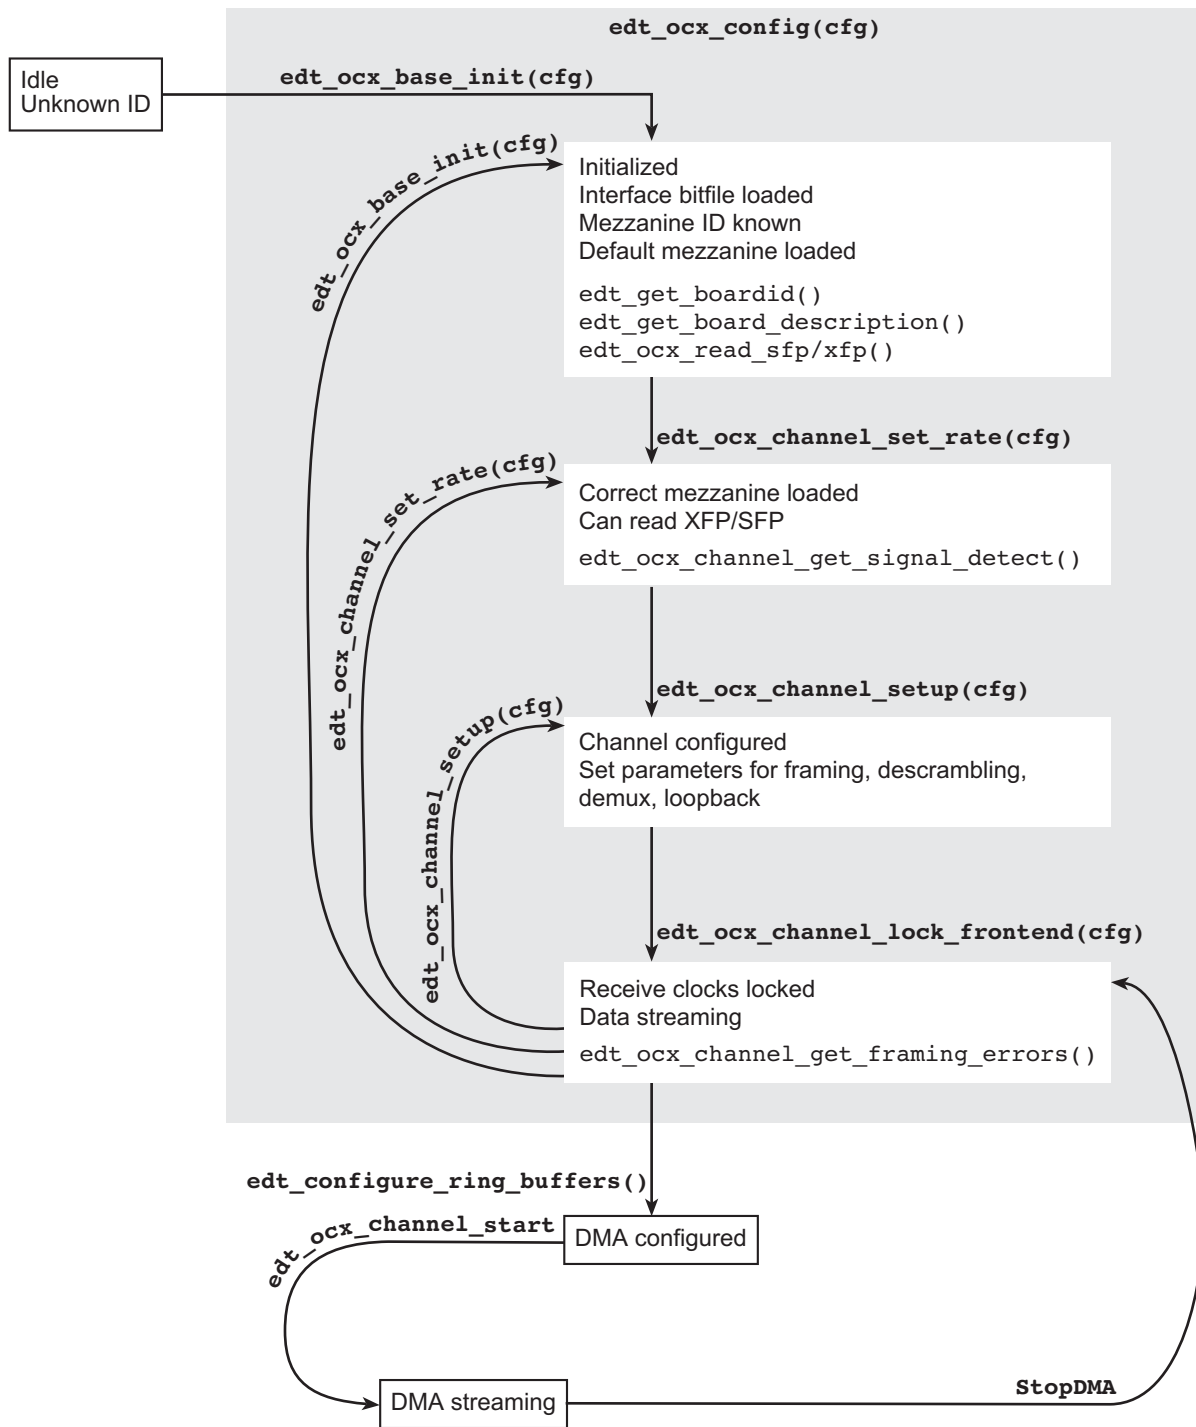 edt_ocx_config(cfg)
Idle
Unknown ID
edt_ocx_base_init(cfg)
edt_ocx_base_init(cfg)
Initialized
Interface bitfile loaded
Mezzanine ID known
Default mezzanine loaded
edt_get_boardid()
edt_get_board_description()
edt_ocx_read_sfp/xfp()
edt_ocx_channel_set_rate(cfg)
edt_ocx_channel_set_rate(cfg)
Correct mezzanine loaded
Can read XFP/SFP
edt_ocx_channel_get_signal_detect()
edt_ocx_channel_setup(cfg)
edt_ocx_channel_setup(cfg)
Channel configured
Set parameters for framing, descrambling,
demux, loopback
edt_ocx_channel_lock_frontend(cfg)
Receive clocks locked
Data streaming
edt_ocx_channel_get_framing_errors()
edt_configure_ring_buffers()
edt_ocx_channel_start
DMA configured
DMA streaming
StopDMA